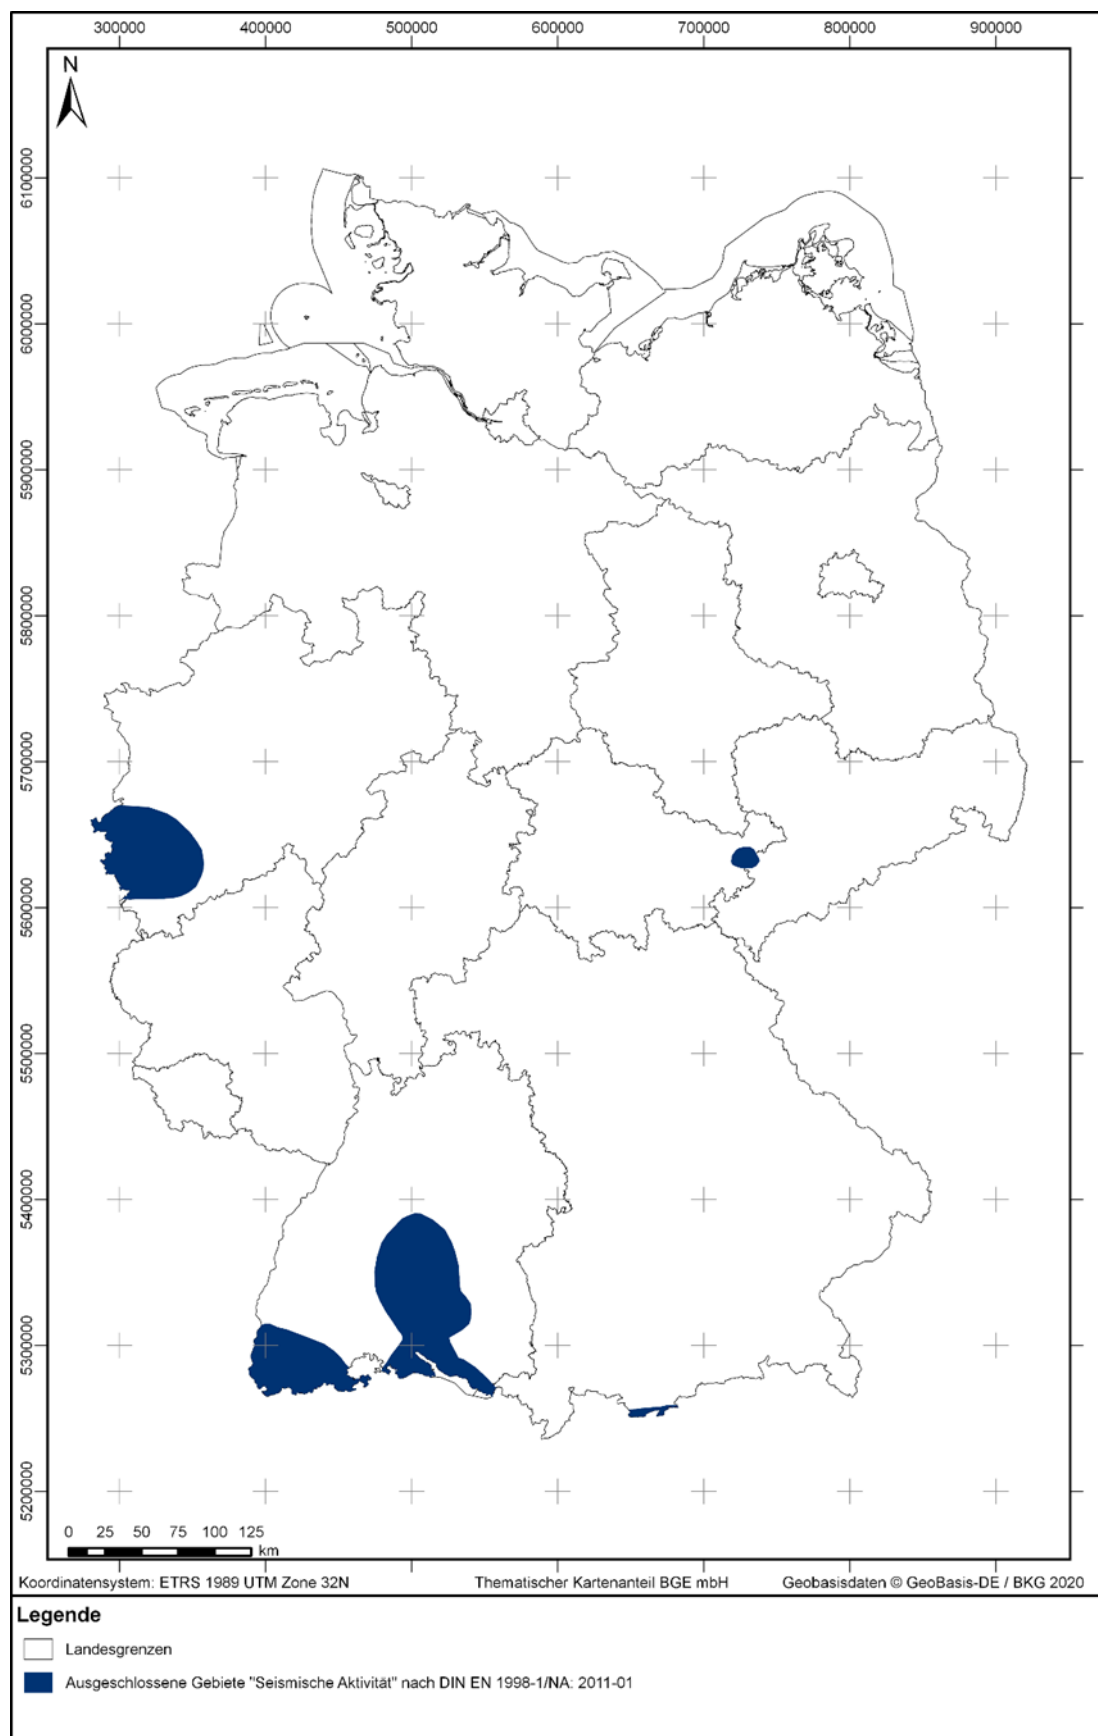 300000 400000 500000 600000 700000 800000 900000
N
6100000
6000000
5900000
5800000
5700000
5600000
5500000
5400000
5300000
5200000
0 25 50 75 100 125
km
Koordinatensystem: ETRS 1989 UTM Zone 32N Thematischer Kartenanteil BGE mbH Geobasisdaten © GeoBasis-DE / BKG 2020
Legende
Landesgrenzen
Ausgeschlossene Gebiete "Seismische Aktivität" nach DIN EN 1998-1/NA: 2011-01